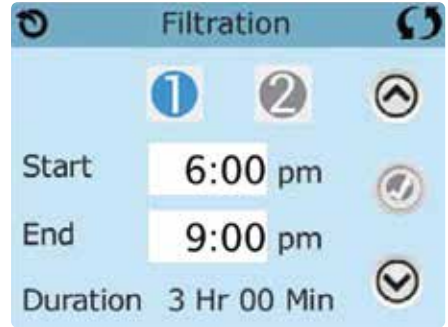 Filtration
1 2
Start 6:00 pm
End 9:00 pm
Duration 3 Hr 00 Min